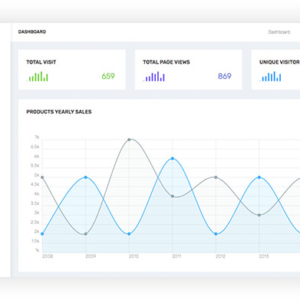 DASHBOARD
Dashboard
TOTAL VISIT
659
TOTAL PAGE VIEWS
869
UNIQUE VISITOR
PRODUCTS YEARLY SALES
7k
6.5k
6k
5.5k
5k
4.5k
4k
3.5k
3k
2.5k
2k
1.5k
1k
2008
2009
2010
2011
2012
2013